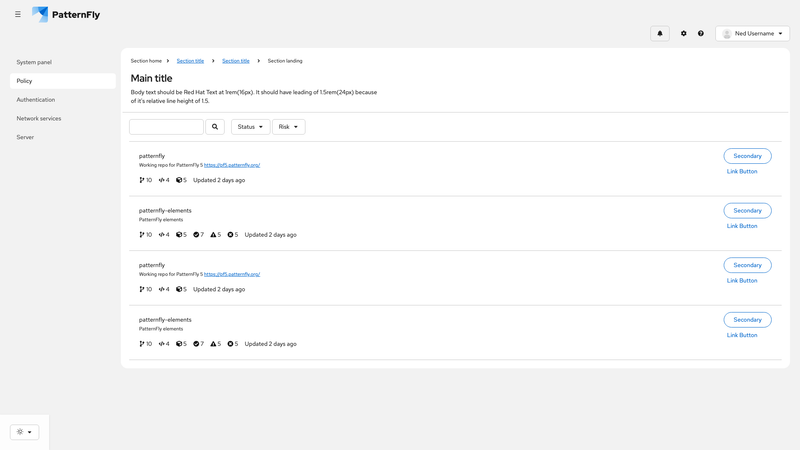 PatternFly
Ned Username
System panel
Policy
Authentication
Network services
Server
Section home Section title Section title Section landing
Main title
Body text should be Red Hat Text at 1rem(16px). It should have leading of 1.5rem(24px) because
of it's relative line height of 1.5.
Status Risk
patternfly
Working repo for PatternFly 5 https://pf5.patternfly.org/
10 4 5 Updated 2 days ago
Secondary
Link Button
patternfly-elements
PatternFly elements
10 4 5 7 5 5 Updated 2 days ago
Secondary
Link Button
patternfly
Working repo for PatternFly 5 https://pf5.patternfly.org/
10 4 5 Updated 2 days ago
Secondary
Link Button
patternfly-elements
PatternFly elements
10 4 5 7 5 5 Updated 2 days ago
Secondary
Link Button